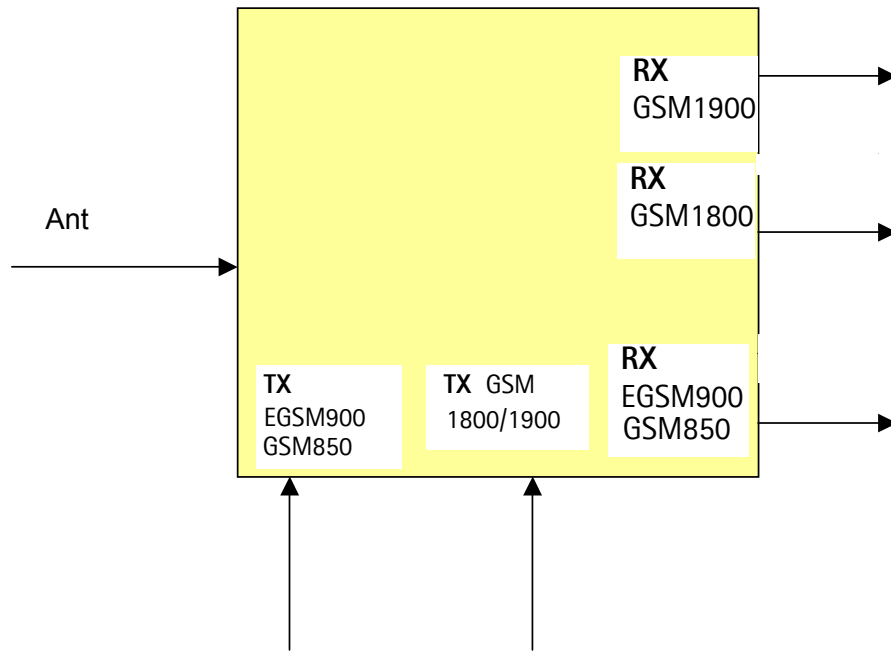 RX
GSM1900
RX
GSM1800
Ant
RX
EGSM900
GSM850
TX
EGSM900
GSM850
TX GSM
1800/1900